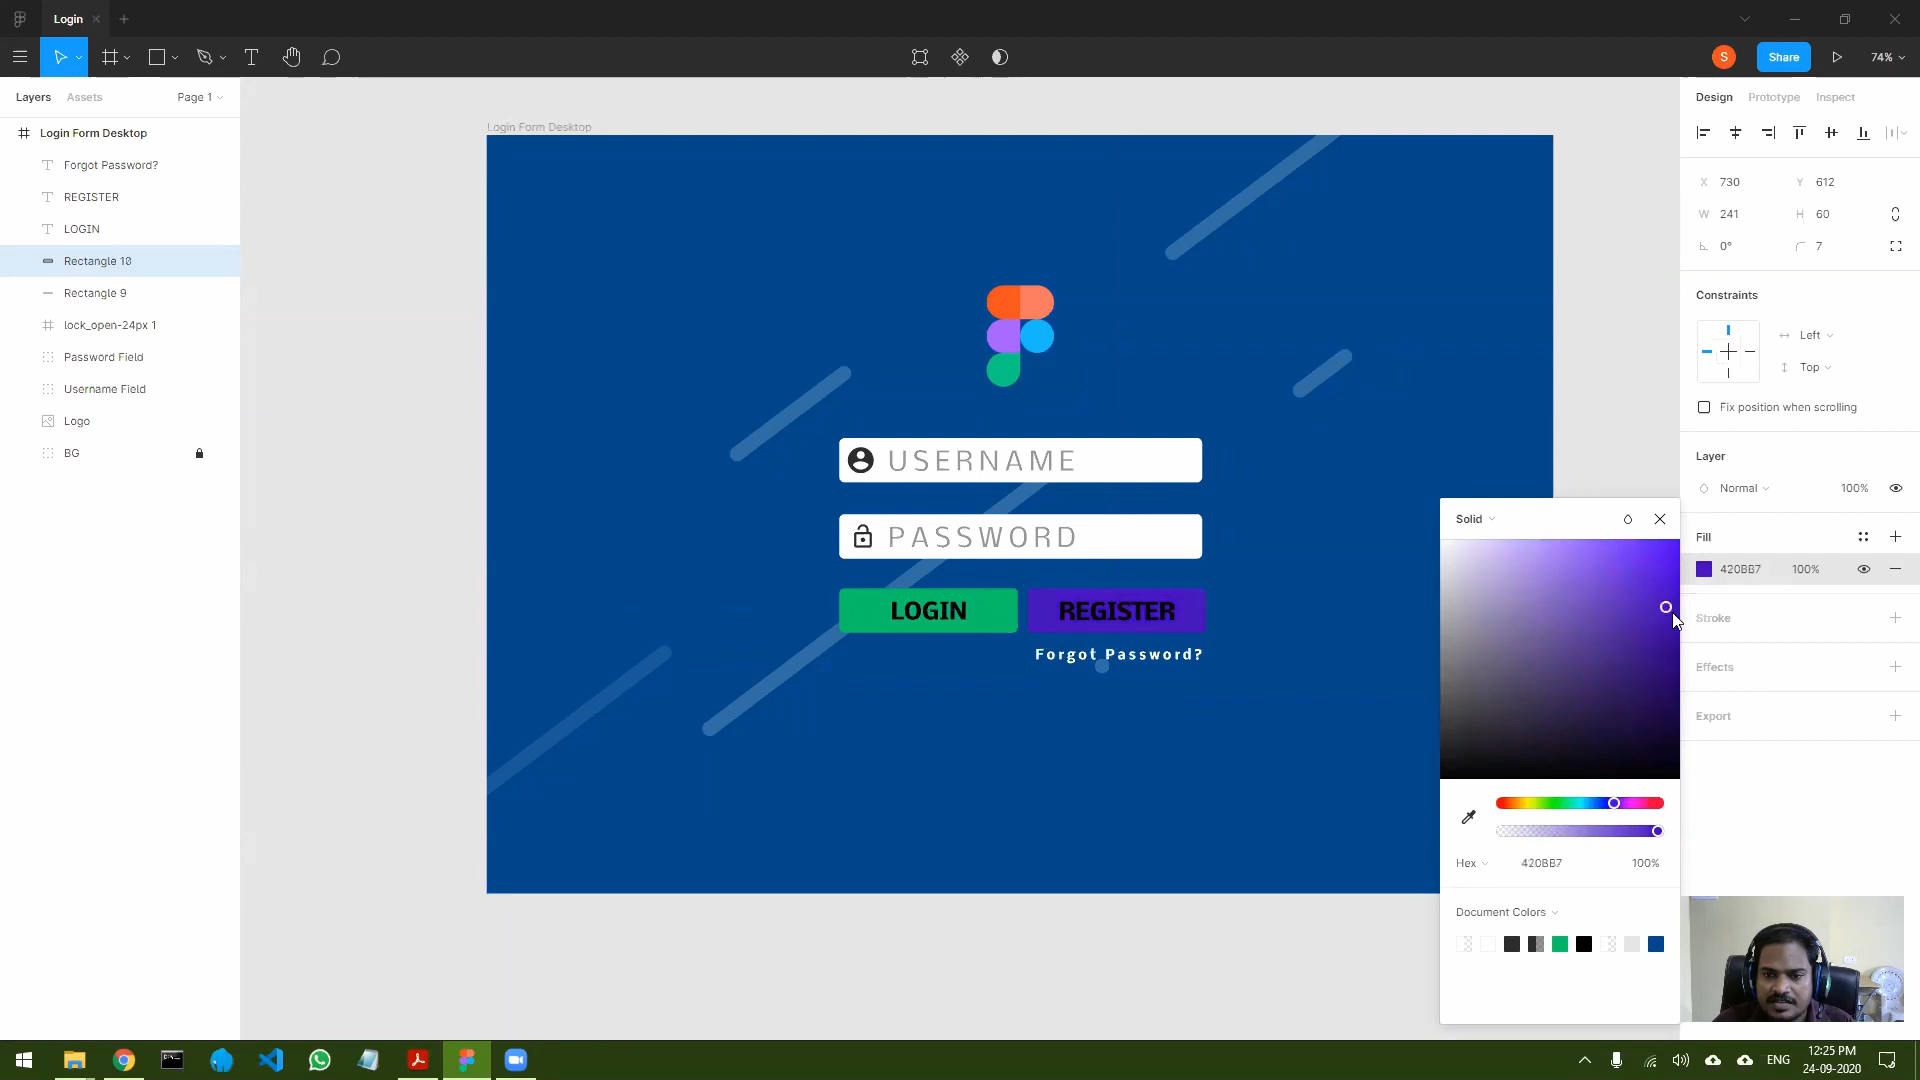 Login
S
Share
74%
Layers
Assets
Page 1
Design
Prototype
Inspect
Login Form Desktop
Forgot Password?
REGISTER
LOGIN
Rectangle 10
Rectangle 9
lock_open-24px 1
Password Field
Username Field
Logo
BG
Login Form Desktop
USERNAME
PASSWORD
LOGIN
REGISTER
Forgot Password?
X 730
Y 612
W 241
H 60
0°
7
Constraints
Left
Top
Fix position when scrolling
Layer
Normal
100%
Fill
420BB7
100%
Stroke
Effects
Export
Solid
Hex
420BB7
100%
Document Colors
ENG
12:25 PM
24-09-2020